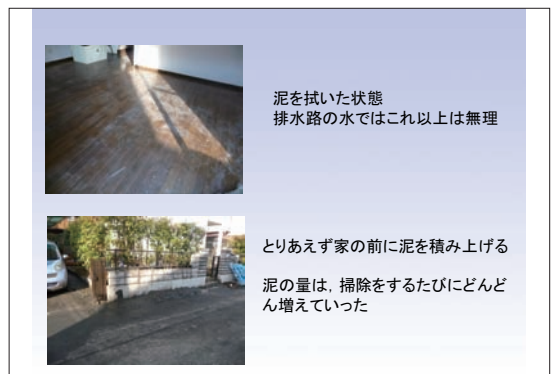 泥を拭いた状態
排水路の水ではこれ以上は無理
とりあえず家の前に泥を積み上げる
泥の量は，掃除をするたびにどんど
ん増えていった